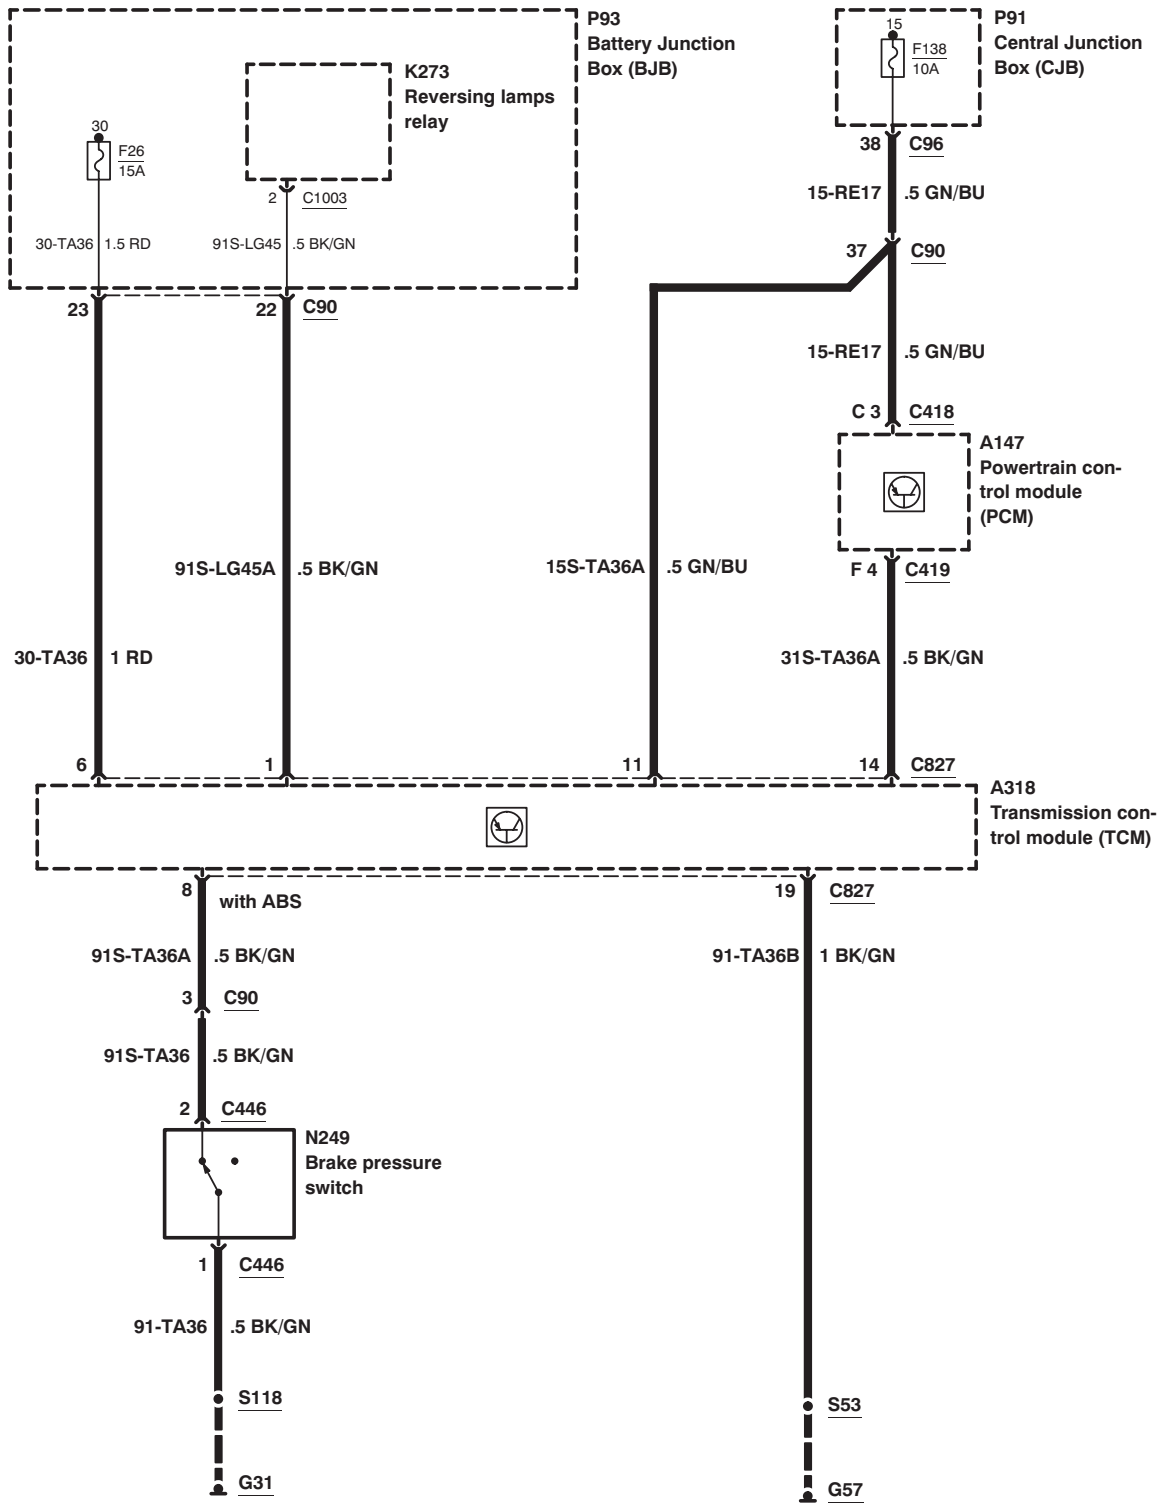 P93
Battery Junction
Box (BJB)
K273
Reversing lamps
relay
30
F26
15A
2 C1003
30-TA36 1.5 RD
91S-LG45 .5 BK/GN
23
22 C90
P91
Central Junction
Box (CJB)
15
F138
10A
38 C96
15-RE17 .5 GN/BU
37 C90
15-RE17 .5 GN/BU
C 3 C418
A147
Powertrain con-
trol module
(PCM)
F 4 C419
91S-LG45A .5 BK/GN
15S-TA36A .5 GN/BU
30-TA36 1 RD
31S-TA36A .5 BK/GN
6
1
11
14 C827
A318
Transmission con-
trol module (TCM)
8
with ABS
19 C827
91S-TA36A .5 BK/GN
91-TA36B 1 BK/GN
3 C90
91S-TA36 .5 BK/GN
2 C446
N249
Brake pressure
switch
1 C446
91-TA36 .5 BK/GN
S118
S53
G31
G57